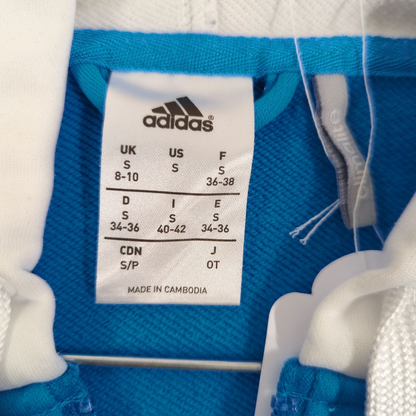 adidas®
UK US F
S S S
8-10 36-38
D I E
S S S
34-36 40-42 34-36
CDN J
S/P OT
MADE IN CAMBODIA